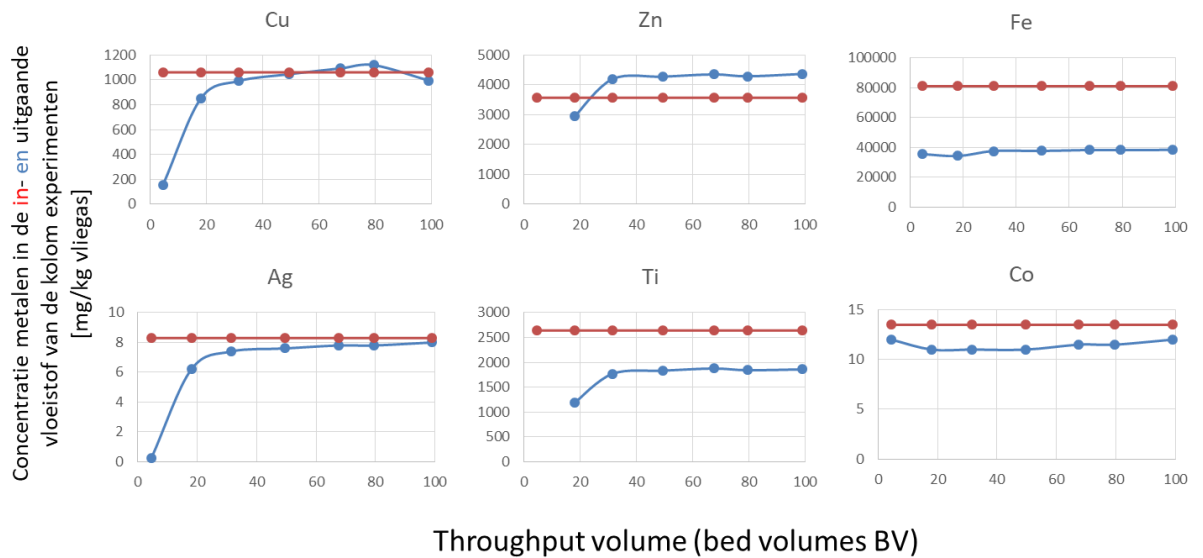 Concentratie metalen in de in- en uitgaande
vloeistof van de kolom experimenten
[mg/kg vliegas]
Cu
1200
1000
800
600
400
200
0
0 20 40 60 80 100
Zn
5000
4000
3000
2000
1000
0
0 20 40 60 80 100
Fe
100000
80000
60000
40000
20000
0
0 20 40 60 80 100
Ag
10
8
6
4
2
0
0 20 40 60 80 100
Ti
3000
2500
2000
1500
1000
500
0
0 20 40 60 80 100
Co
15
10
5
0
0 20 40 60 80 100
Throughput volume (bed volumes BV)